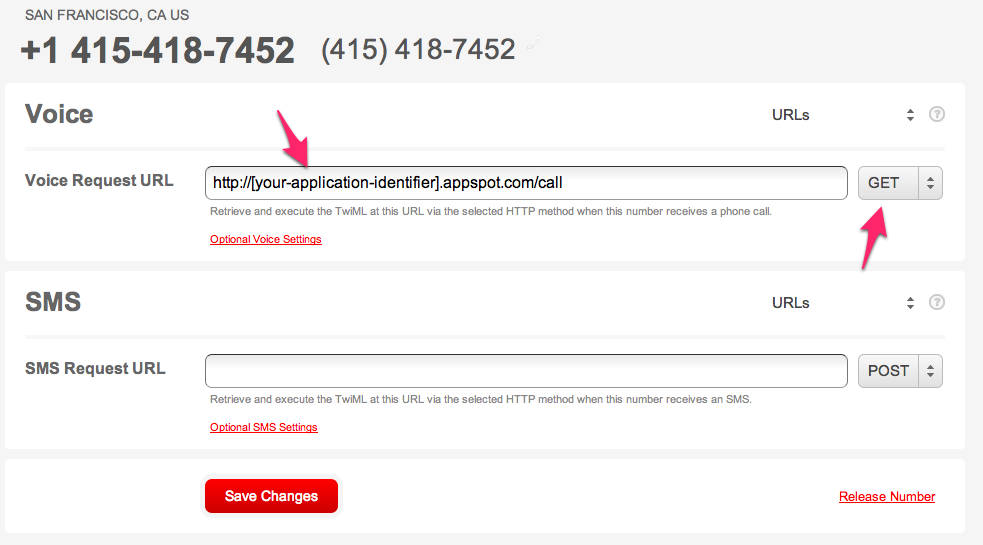 SAN FRANCISCO, CA US
+1 415-418-7452 (415) 418-7452
Voice URLs ?
Voice Request URL http://[your-application-identifier].appspot.com/call GET
Retrieve and execute the TwiML at this URL via the selected HTTP method when this number receives a phone call.
Optional Voice Settings
SMS URLs ?
SMS Request URL POST
Retrieve and execute the TwiML at this URL via the selected HTTP method when this number receives an SMS.
Optional SMS Settings
Save Changes Release Number